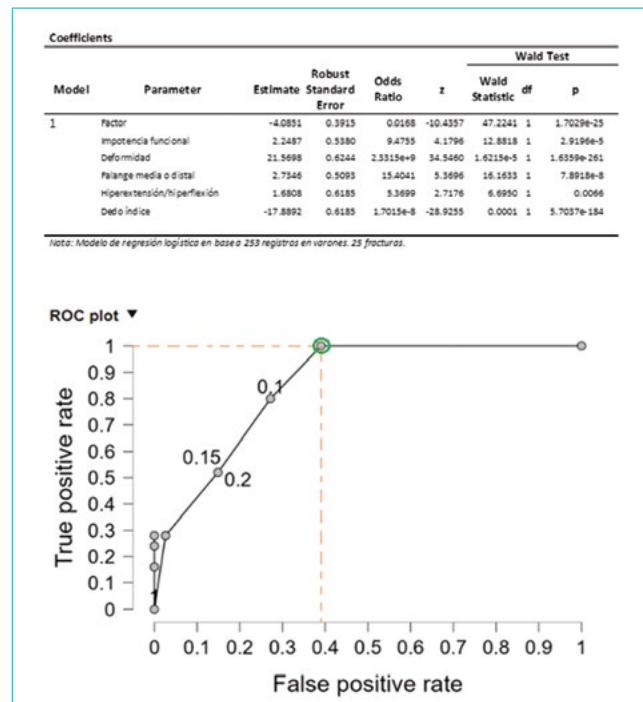 Coefficients
Wald Test
Model Parameter Estimate Robust Standard Error Odds Ratio z Wald Statistic df p
1 Factor -4.0851 0.3915 0.0168 -10.4357 47.2241 1 1.7029e-25
Impotencia funcional 2.2487 0.5380 9.4755 4.1796 12.8818 1 2.9196e-5
Deformidad 21.5698 0.6244 2.3315e+9 34.5460 1.6215e-5 1 1.6359e-261
Falange media o distal 2.7346 0.5093 15.4041 5.3696 16.1633 1 7.8918e-8
Hiperextensión/hiperflexión 1.6808 0.6185 5.3699 2.7176 6.6950 1 0.0066
Dedo índice -17.8892 0.6185 1.7015e-8 -28.9255 0.0001 1 5.7037e-184
Nota: Modelo de regresión logística en base a 253 registros en varones. 25 fracturas.
ROC plot ▼
1
0.9
0.8
0.7
0.6
0.5
0.4
0.3
0.2
0.1
0
True positive rate
0.1
0.15
0.2
1
0 0.1 0.2 0.3 0.4 0.5 0.6 0.7 0.8 0.9 1
False positive rate